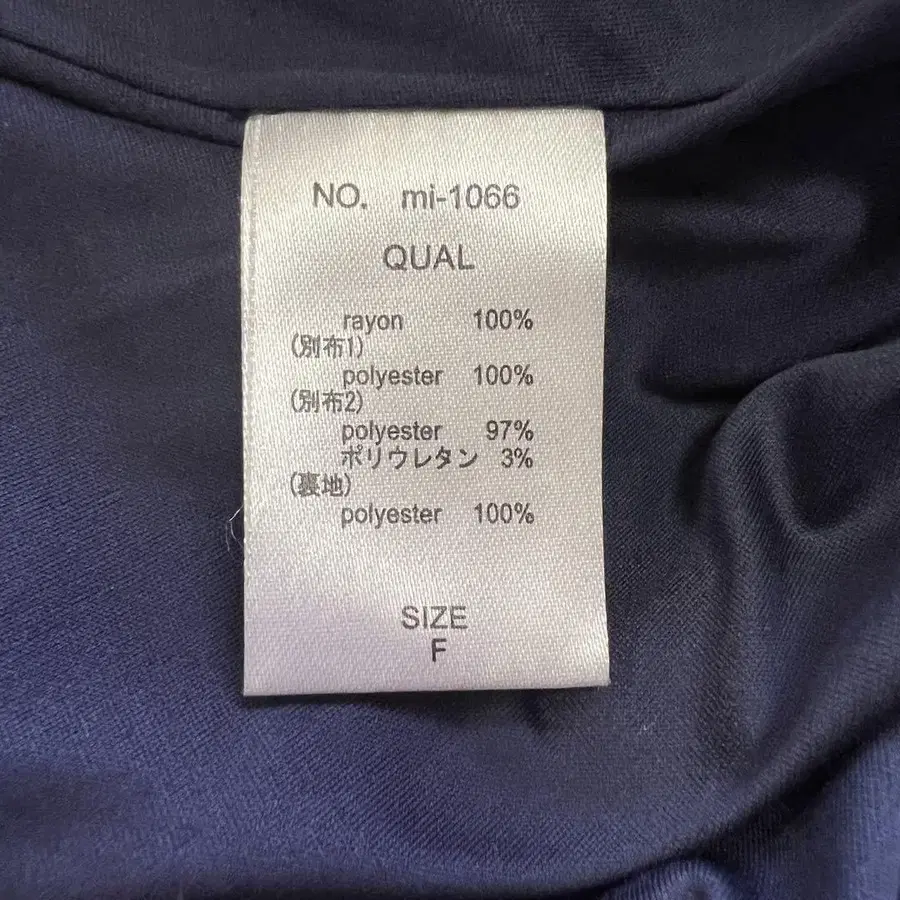 NO. mi-1066
QUAL
rayon 100%
(別布1)
polyester 100%
(別布2)
polyester 97%
ポリウレタン 3%
(裏地)
polyester 100%
SIZE
F